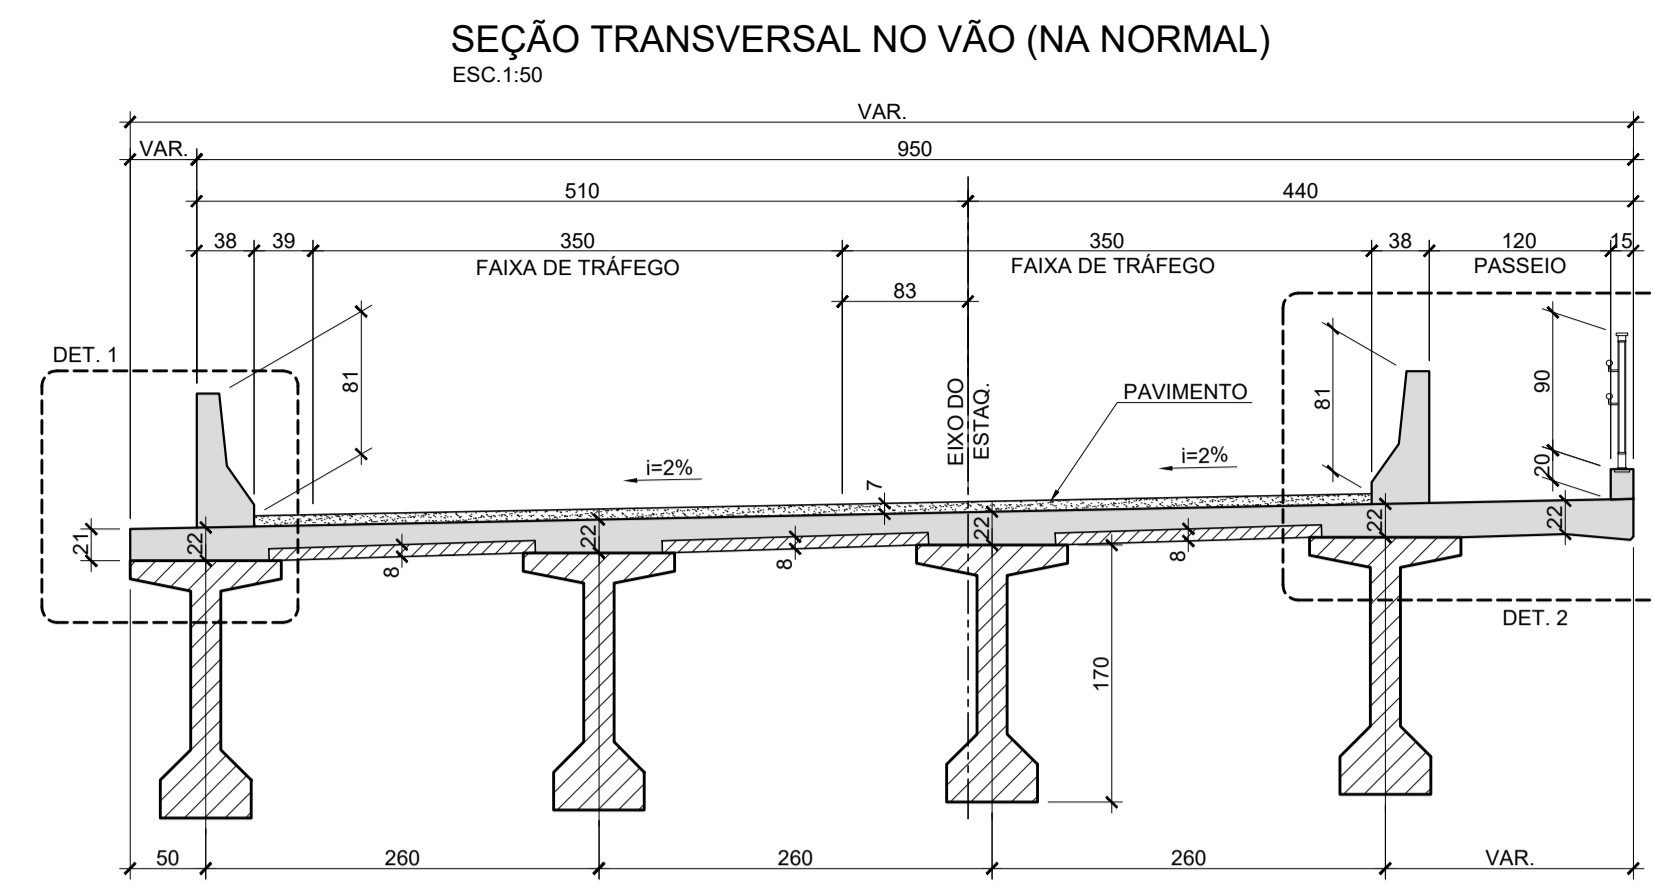 SEÇÃO TRANSVERSAL NO VÃO (NA NORMAL)
ESC.1:50
VAR.
VAR.
950
510
440
38
39
350
350
38
120
15
FAIXA DE TRÁFEGO
FAIXA DE TRÁFEGO
PASSEIO
83
DET. 1
81
EIXO DO
ESTAQ.
PAVIMENTO
81
90
i=2%
i=2%
20
7
21
22
22
22
22
22
8
8
8
DET. 2
170
50
260
260
260
VAR.